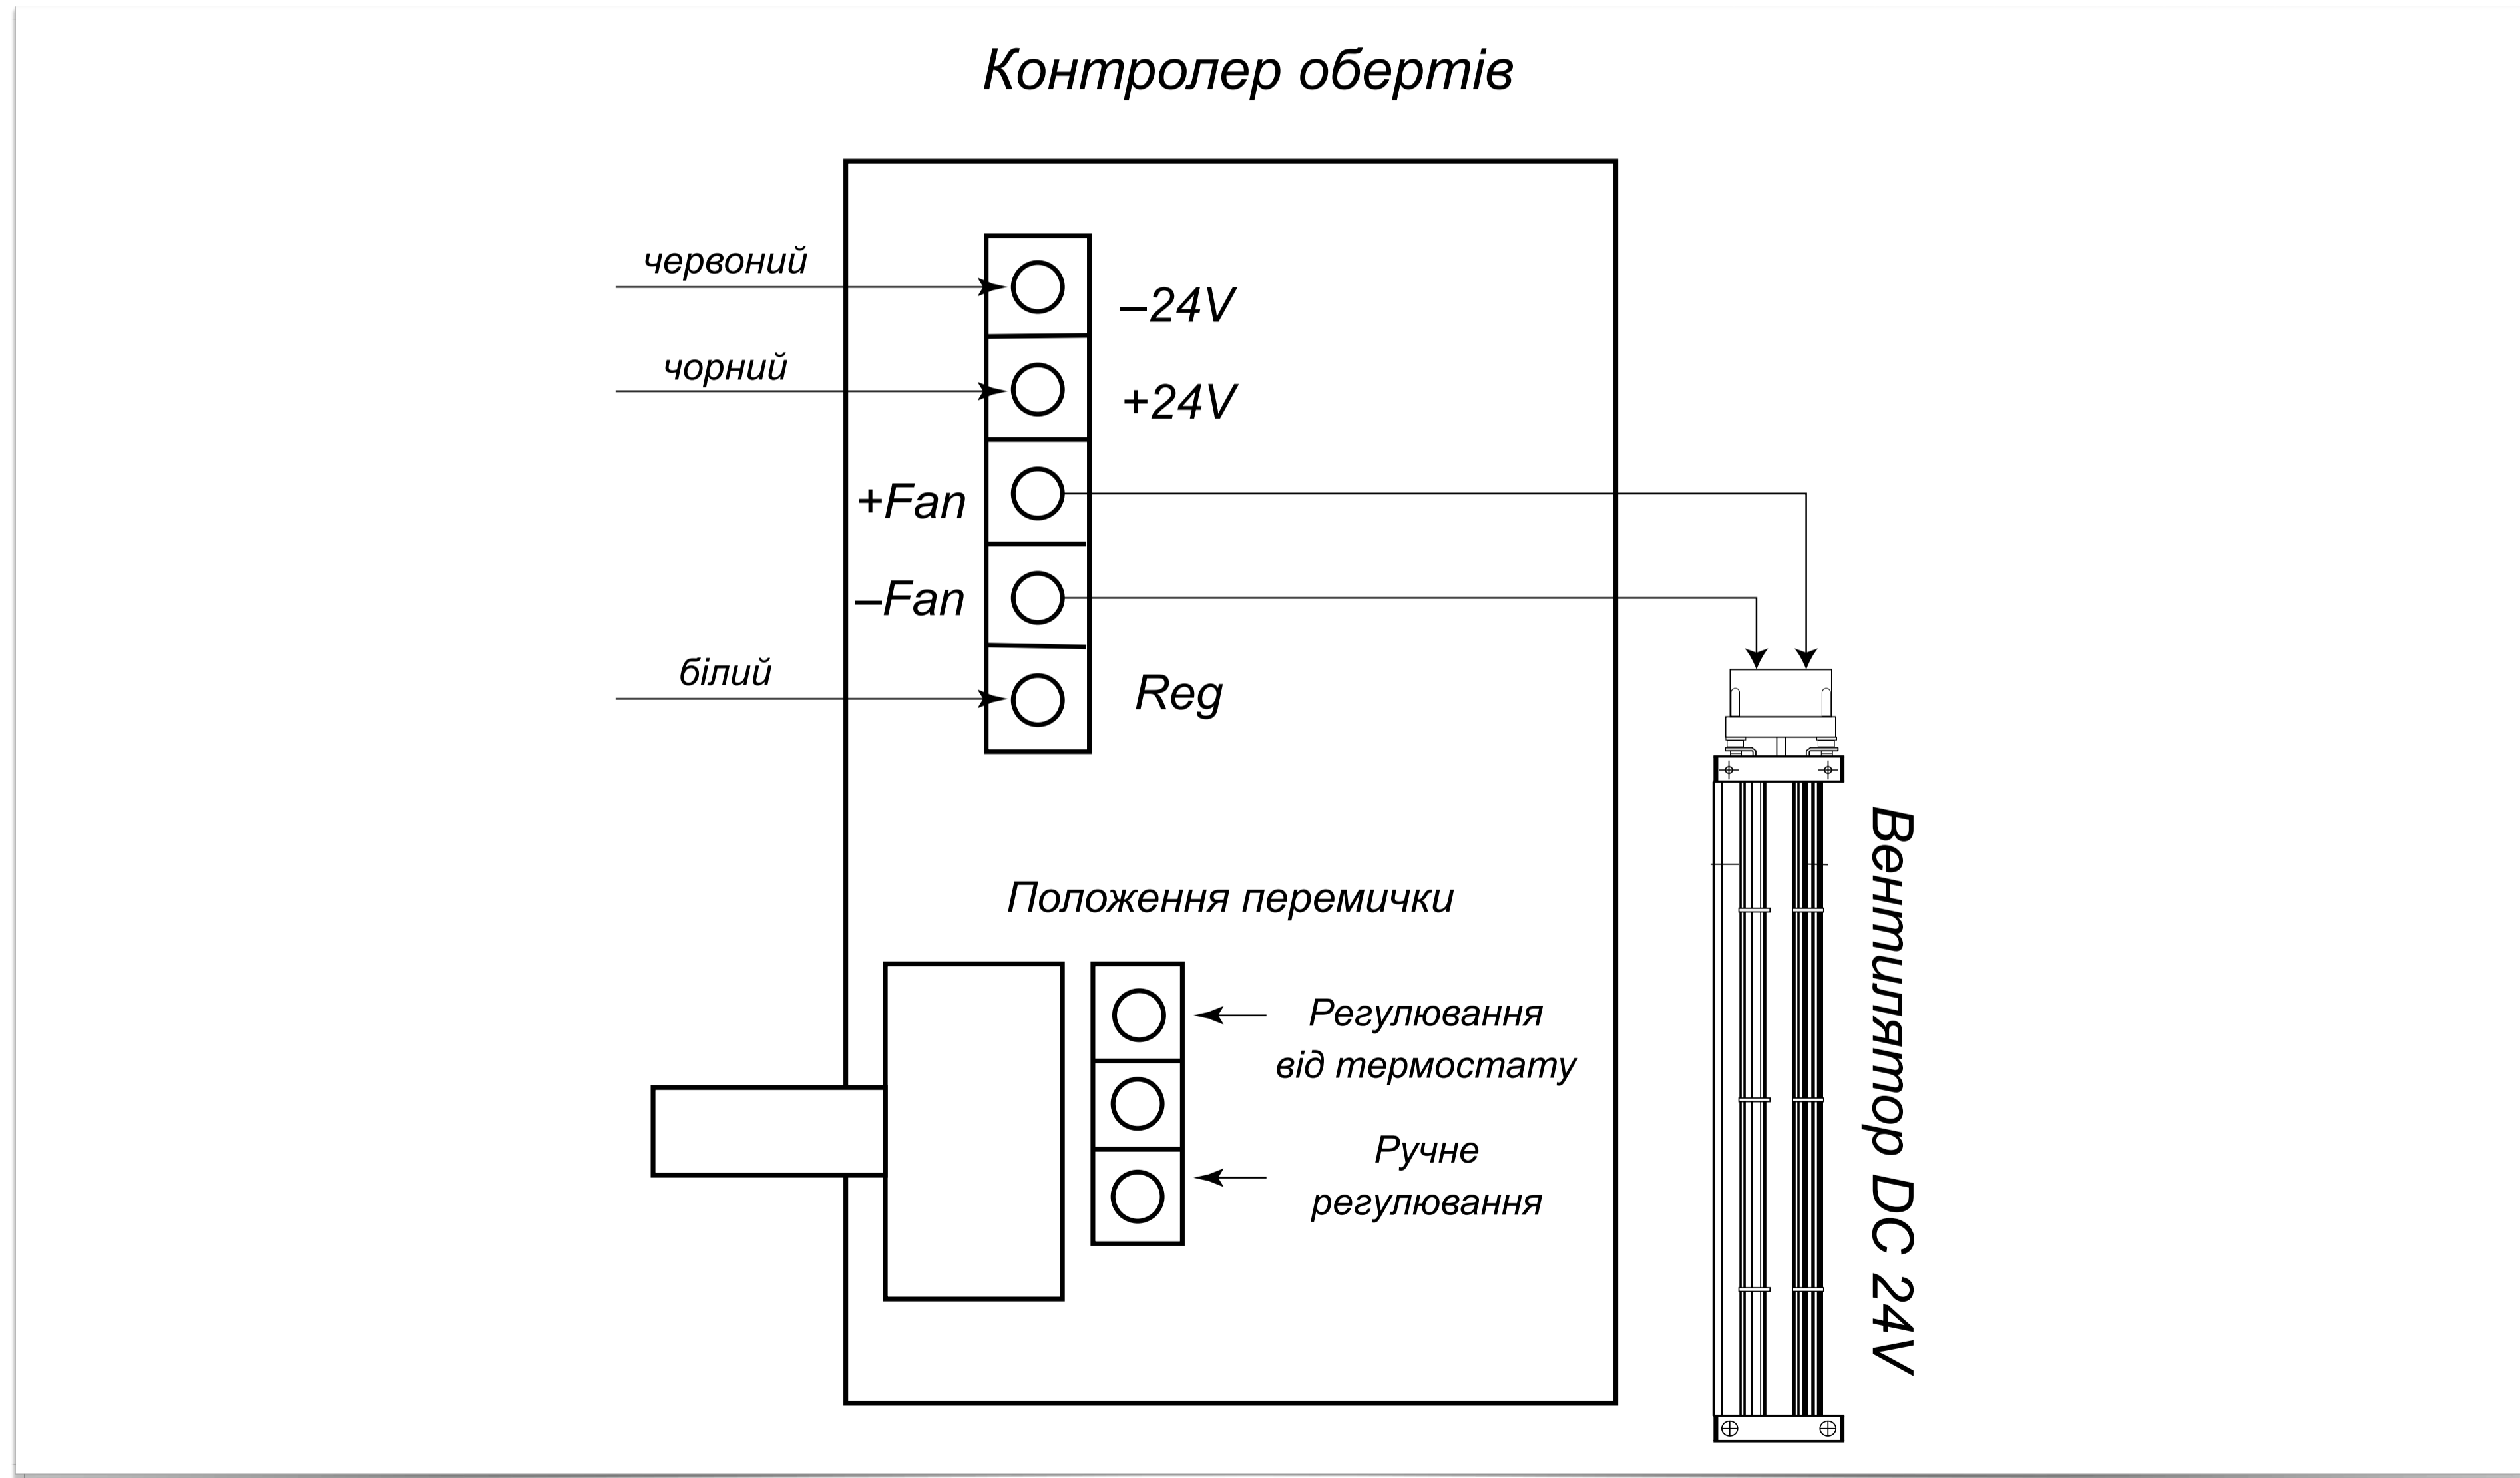 Контролер обертів
червоний
–24V
чорний
+24V
+Fan
–Fan
білий
Reg
Положення перемички
Регулювання
від термостату
Ручне
регулювання
Вентилятор DC 24V